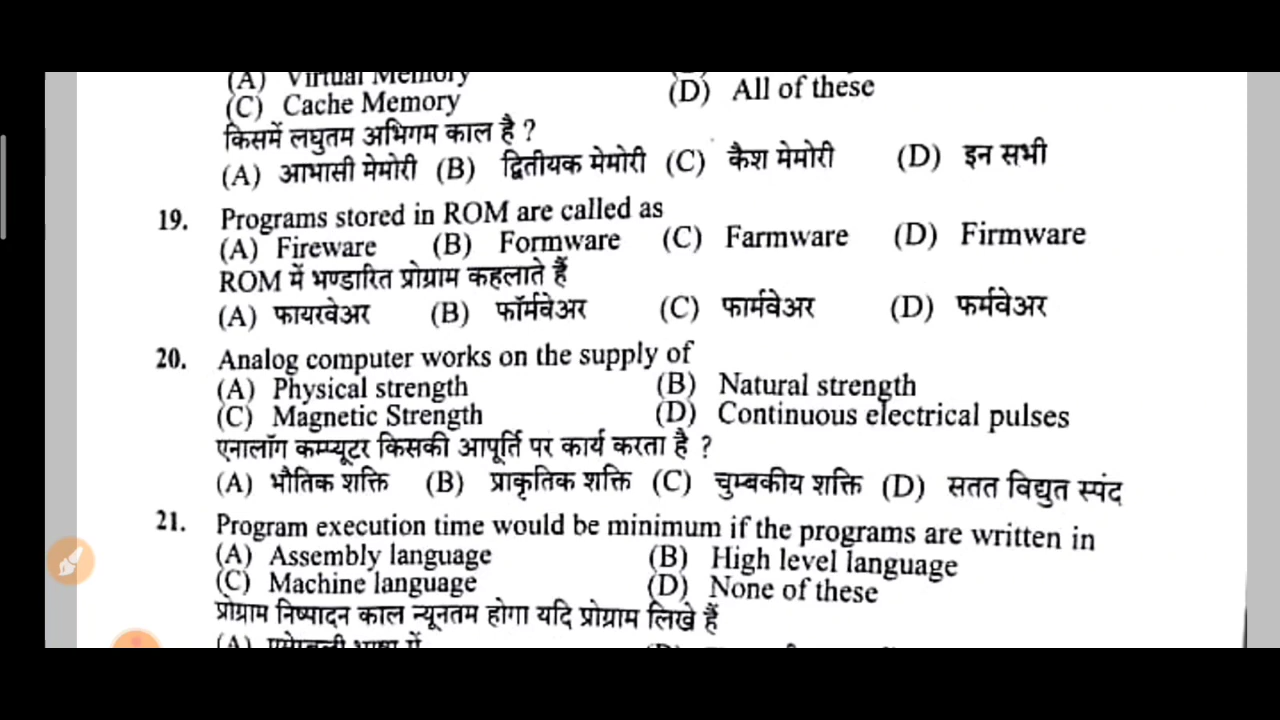 (A) Virtual Memory
(C) Cache Memory (D) All of these
किसमें लघुतम अभिगम काल है ?
(A) आभासी मेमोरी (B) द्वितीयक मेमोरी (C) कैश मेमोरी (D) इन सभी
19. Programs stored in ROM are called as
(A) Fireware (B) Formware (C) Farmware (D) Firmware
ROM में भण्डारित प्रोग्राम कहलाते हैं
(A) फायरवेअर (B) फॉर्मवेअर (C) फार्मवेअर (D) फर्मवेअर
20. Analog computer works on the supply of
(A) Physical strength (B) Natural strength
(C) Magnetic Strength (D) Continuous electrical pulses
एनालॉग कम्प्यूटर किसकी आपूर्ति पर कार्य करता है ?
(A) भौतिक शक्ति (B) प्राकृतिक शक्ति (C) चुम्बकीय शक्ति (D) सतत विद्युत स्पंद
21. Program execution time would be minimum if the programs are written in
(A) Assembly language (B) High level language
(C) Machine language (D) None of these
प्रोग्राम निष्पादन काल न्यूनतम होगा यदि प्रोग्राम लिखे हैं